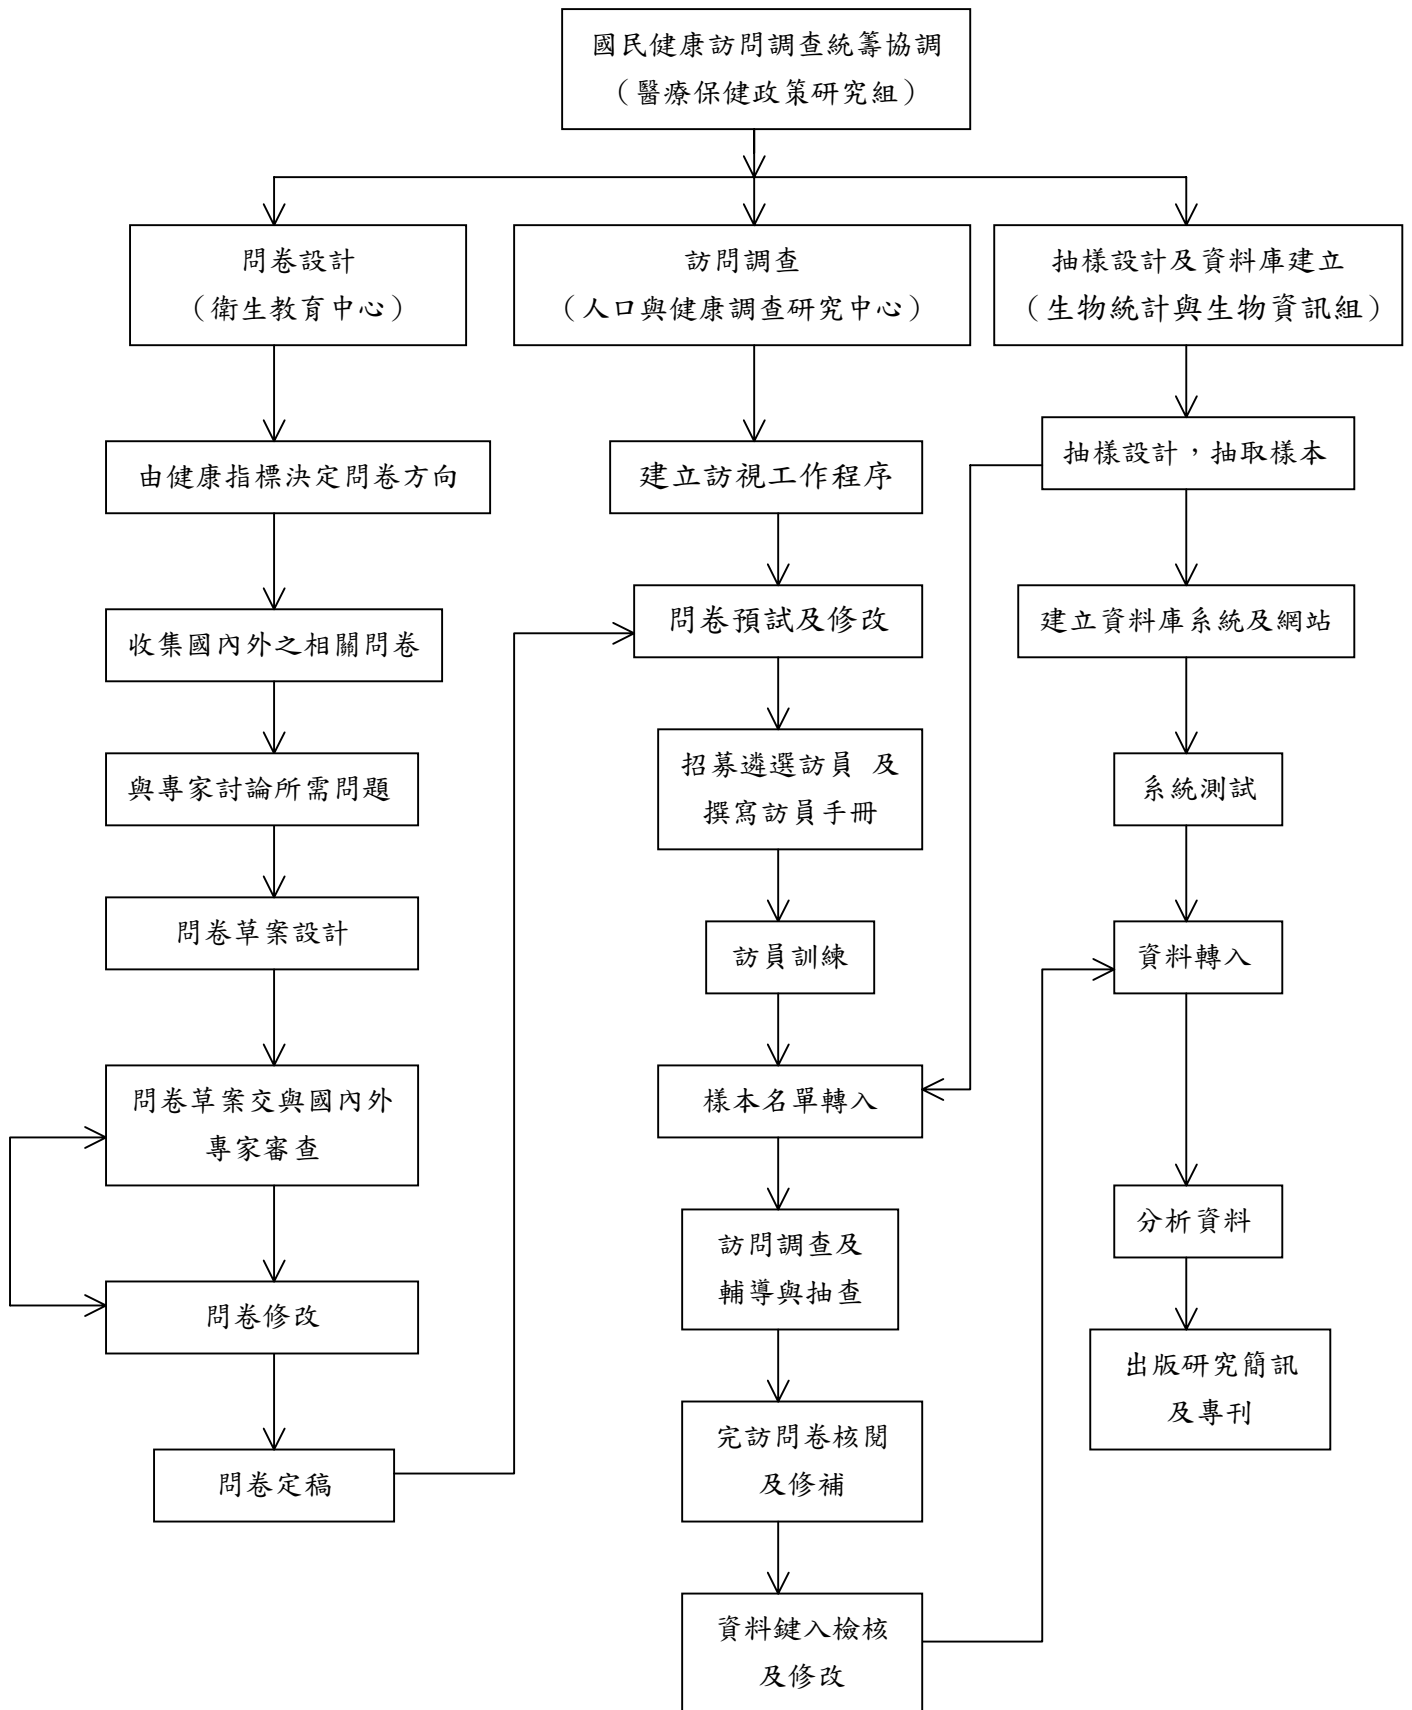 國民健康訪問調查統籌協調
（醫療保健政策研究組）
問卷設計
（衛生教育中心）
訪問調查
（人口與健康調查研究中心）
抽樣設計及資料庫建立
（生物統計與生物資訊組）
由健康指標決定問卷方向
收集國內外之相關問卷
與專家討論所需問題
問卷草案設計
問卷草案交與國內外
專家審查
問卷修改
問卷定稿
建立訪視工作程序
問卷預試及修改
招募遴選訪員 及
撰寫訪員手冊
訪員訓練
樣本名單轉入
訪問調查及
輔導與抽查
完訪問卷核閱
及修補
資料鍵入檢核
及修改
抽樣設計，抽取樣本
建立資料庫系統及網站
系統測試
資料轉入
分析資料
出版研究簡訊
及專刊